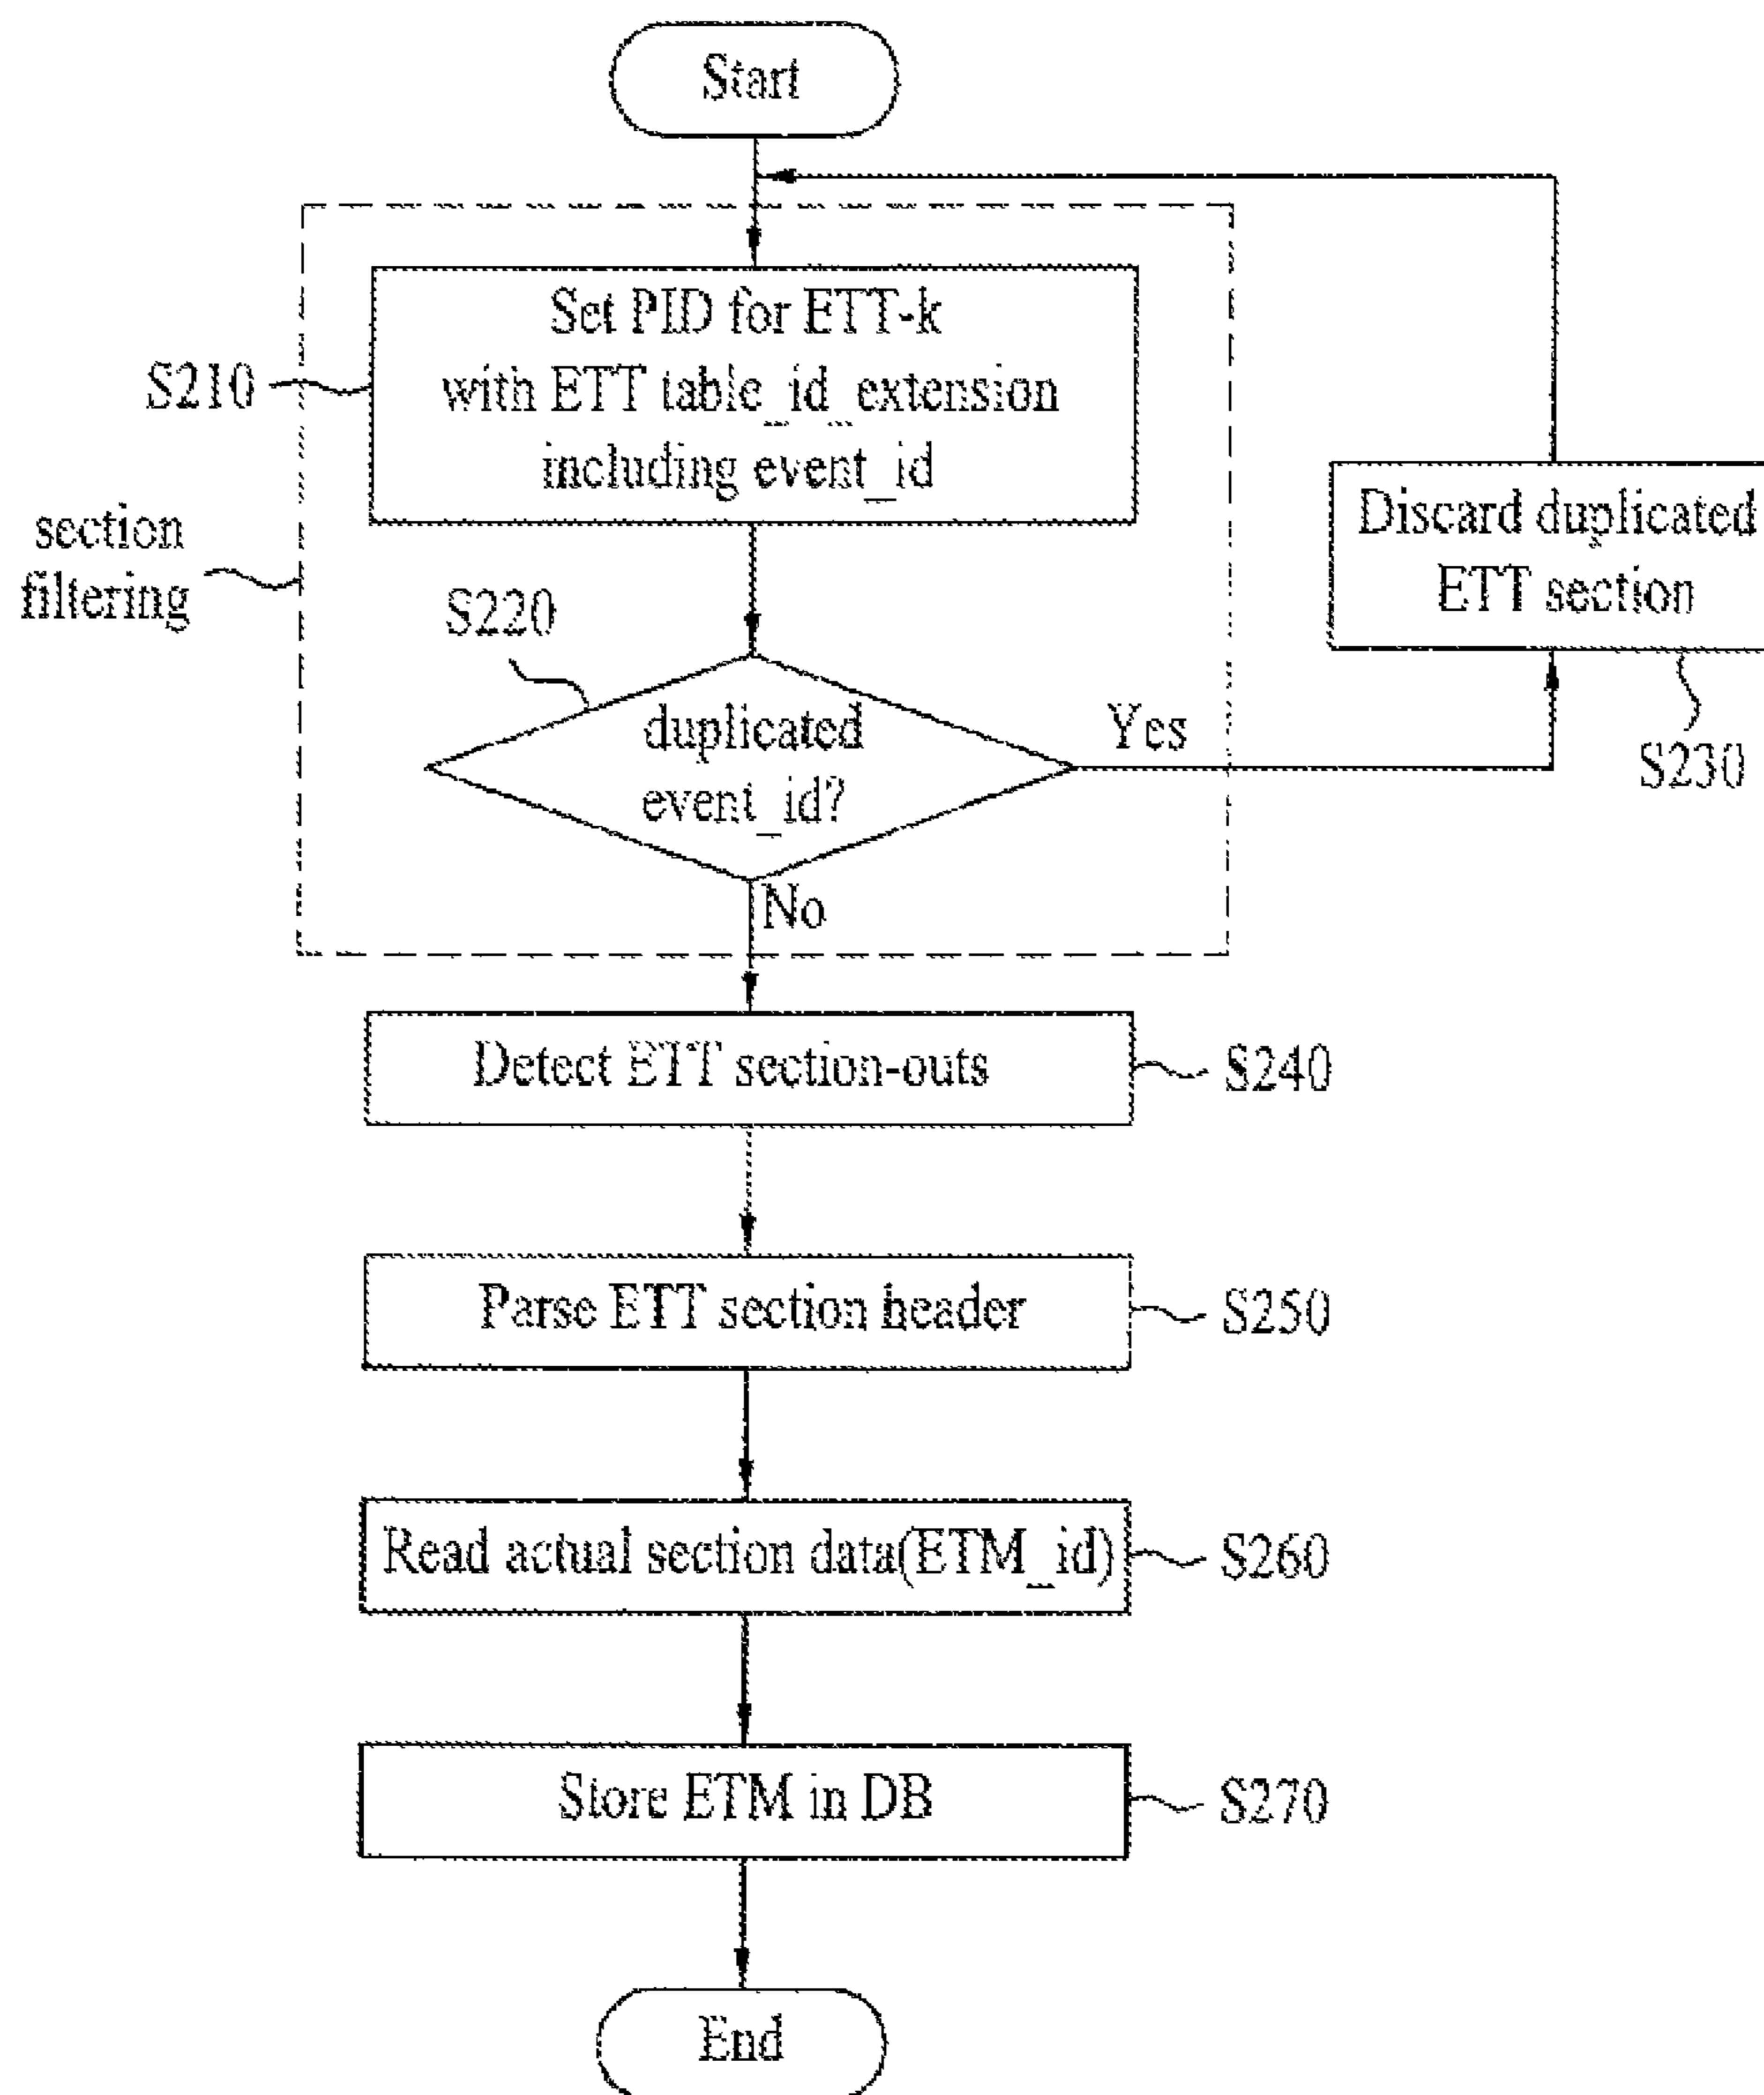 Start
Set PID for ETT-k
with ETT table_id_extension
including event_id
S210
section
filtering
Discard duplicated
ETT section
S230
S220
duplicated
event_id?
Yes
No
Detect ETT section-outs
S240
Parse ETT section header
S250
Read actual section data(ETM_id)
S260
Store ETM in DB
S270
End